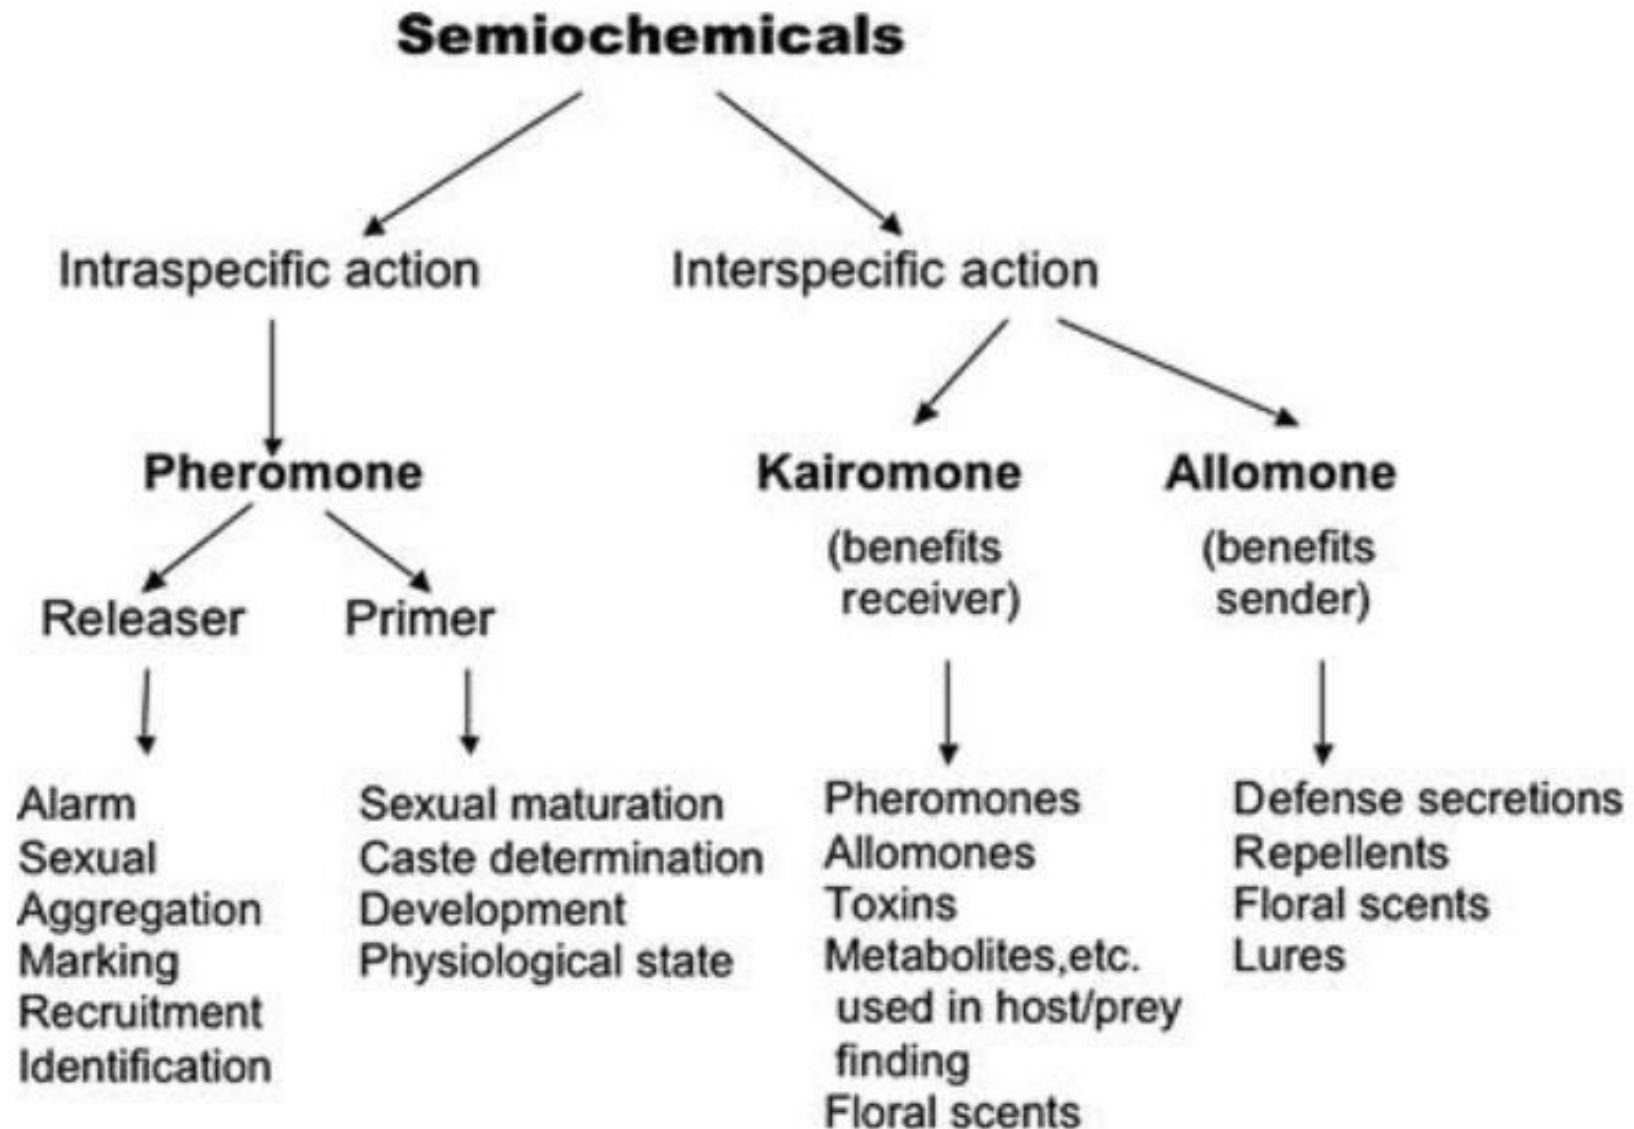 Semiochemicals
Intraspecific action
Interspecific action
Pheromone
Kairomone
Allomone
(benefits
receiver)
(benefits
sender)
Releaser
Primer
Alarm
Sexual
Aggregation
Marking
Recruitment
Identification
Sexual maturation
Caste determination
Development
Physiological state
Pheromones
Allomones
Toxins
Metabolites,etc.
used in host/prey
finding
Floral scents
Defense secretions
Repellents
Floral scents
Lures